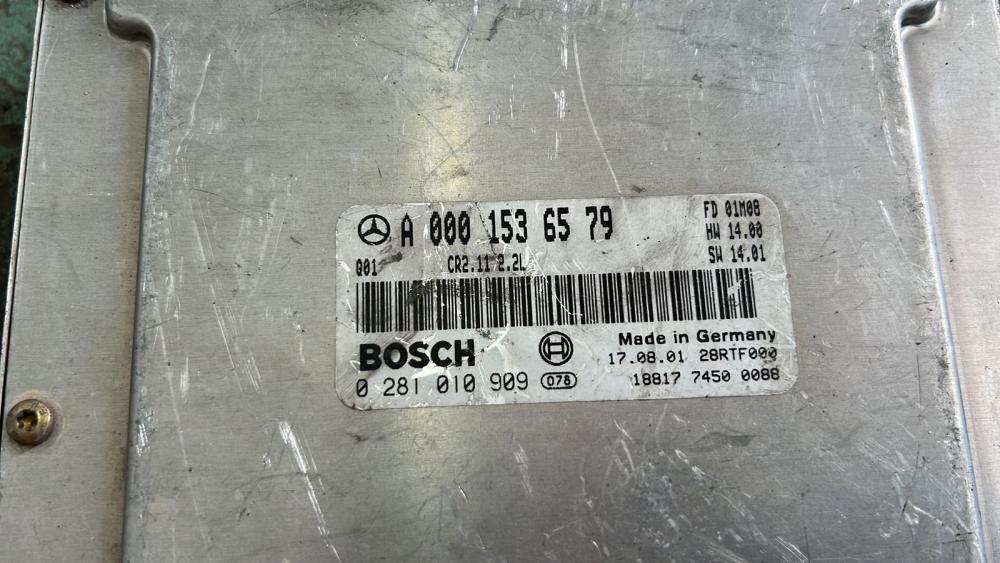 A 000 153 65 79
FD 01M08
HW 14.00
SW 14.01
Q01 CR2.11 2.2L
BOSCH
Made in Germany
17.08.01 28RTF000
0 281 010 909 078
18817 7450 0088